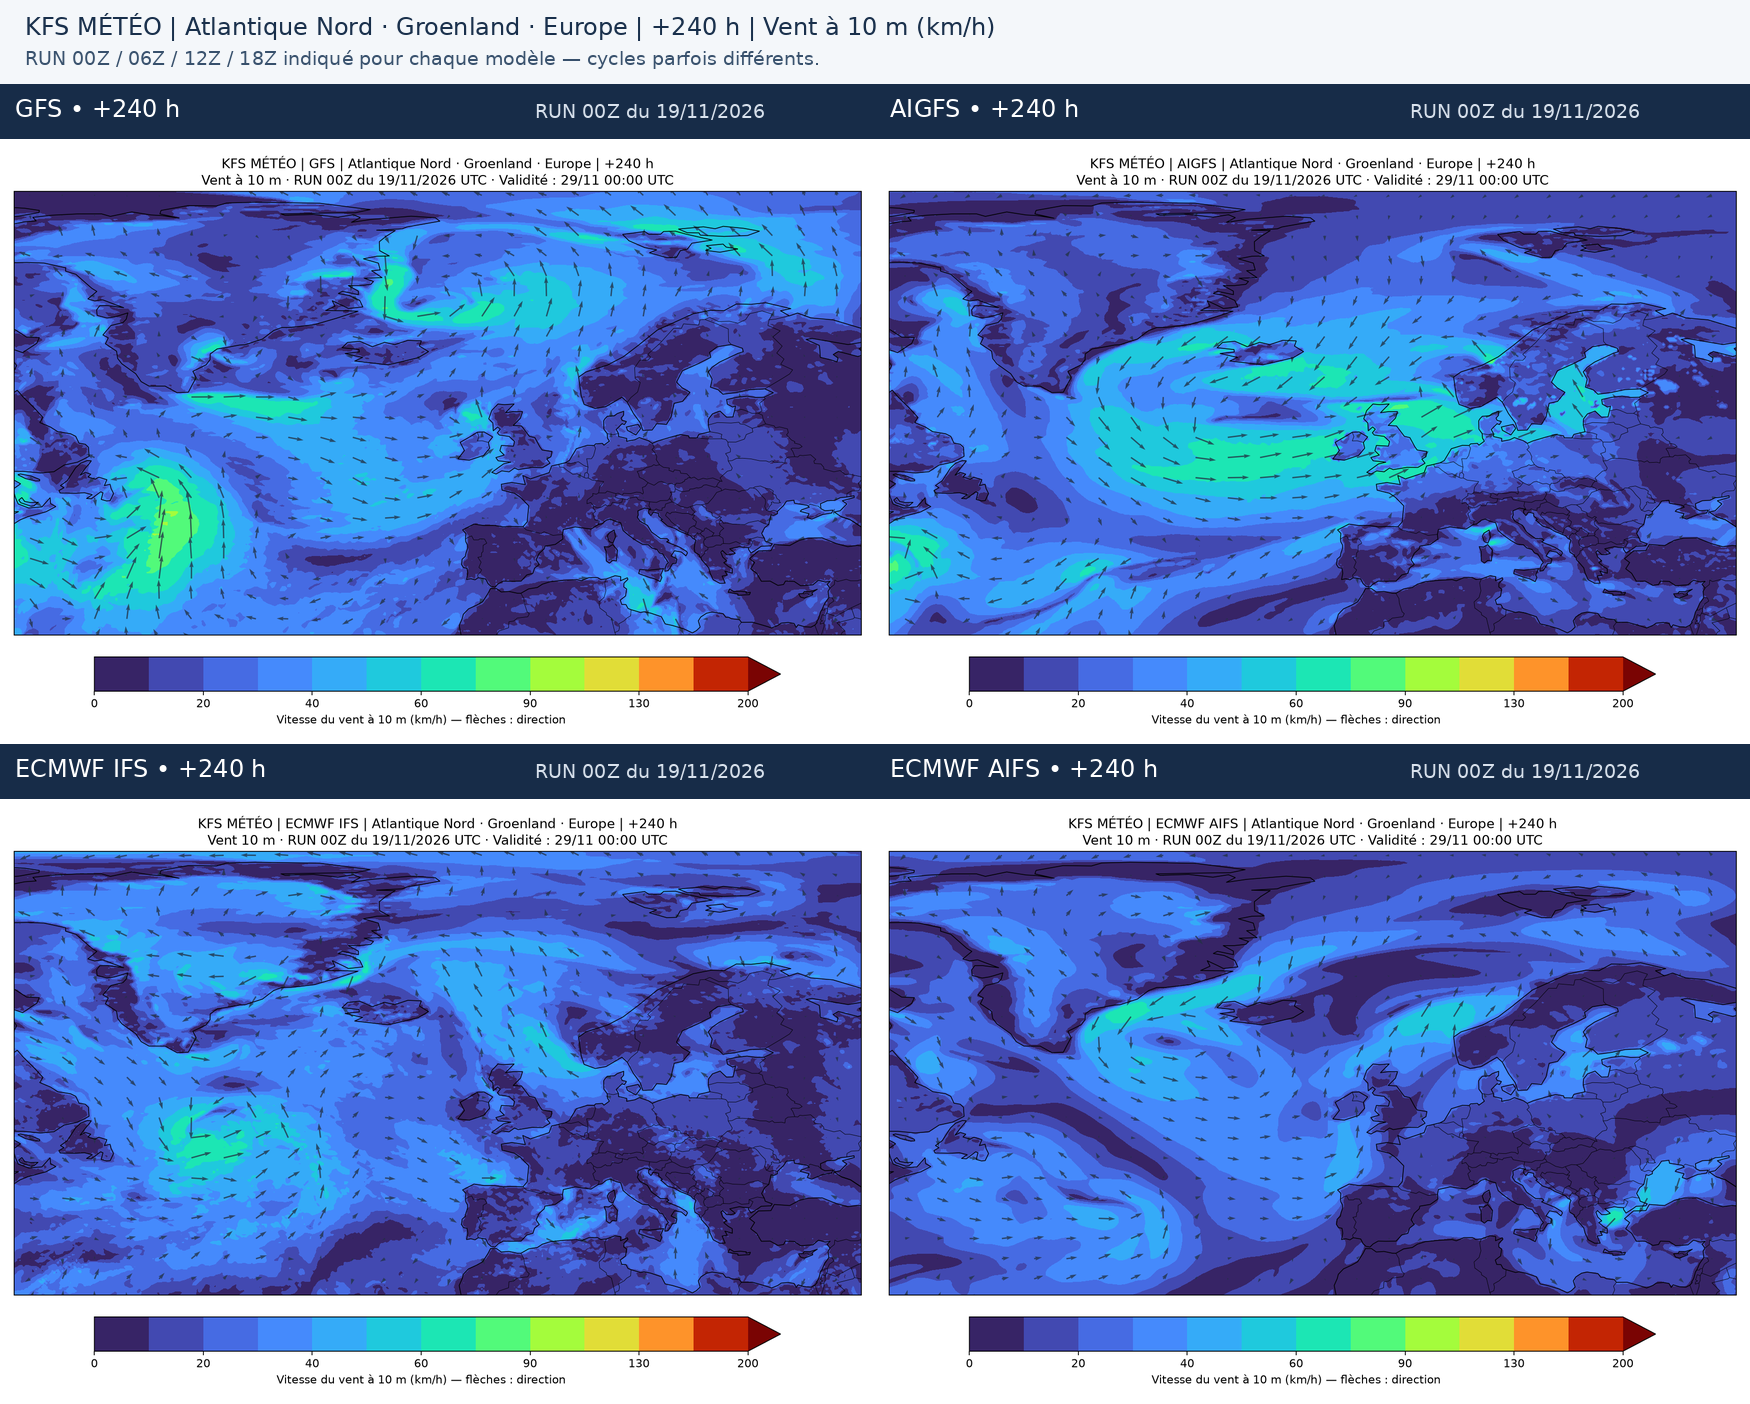 KFS MÉTÉO | Atlantique Nord · Groenland · Europe | +240 h | Vent à 10 m (km/h)
RUN 00Z / 06Z / 12Z / 18Z indiqué pour chaque modèle — cycles parfois différents.
GFS • +240 h
RUN 00Z du 19/11/2026
KFS MÉTÉO | GFS | Atlantique Nord · Groenland · Europe | +240 h
Vent à 10 m · RUN 00Z du 19/11/2026 UTC · Validité : 29/11 00:00 UTC
0 20 40 60 90 130 200
Vitesse du vent à 10 m (km/h) — flèches : direction
AIGFS • +240 h
RUN 00Z du 19/11/2026
KFS MÉTÉO | AIGFS | Atlantique Nord · Groenland · Europe | +240 h
Vent à 10 m · RUN 00Z du 19/11/2026 UTC · Validité : 29/11 00:00 UTC
0 20 40 60 90 130 200
Vitesse du vent à 10 m (km/h) — flèches : direction
ECMWF IFS • +240 h
RUN 00Z du 19/11/2026
KFS MÉTÉO | ECMWF IFS | Atlantique Nord · Groenland · Europe | +240 h
Vent 10 m · RUN 00Z du 19/11/2026 UTC · Validité : 29/11 00:00 UTC
0 20 40 60 90 130 200
Vitesse du vent à 10 m (km/h) — flèches : direction
ECMWF AIFS • +240 h
RUN 00Z du 19/11/2026
KFS MÉTÉO | ECMWF AIFS | Atlantique Nord · Groenland · Europe | +240 h
Vent 10 m · RUN 00Z du 19/11/2026 UTC · Validité : 29/11 00:00 UTC
0 20 40 60 90 130 200
Vitesse du vent à 10 m (km/h) — flèches : direction